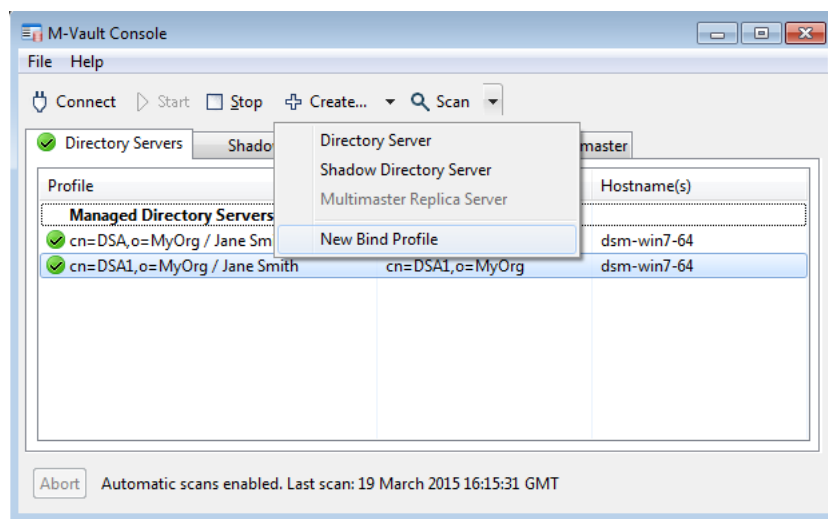 M-Vault Console
File Help
Connect Start Stop Create... Scan
Directory Servers Shado master
Directory Server
Shadow Directory Server
Multimaster Replica Server
New Bind Profile
Profile Hostname(s)
Managed Directory Servers
cn=DSA,o=MyOrg / Jane Sm dsm-win7-64
cn=DSA1,o=MyOrg / Jane Smith cn=DSA1,o=MyOrg dsm-win7-64
Abort Automatic scans enabled. Last scan: 19 March 2015 16:15:31 GMT